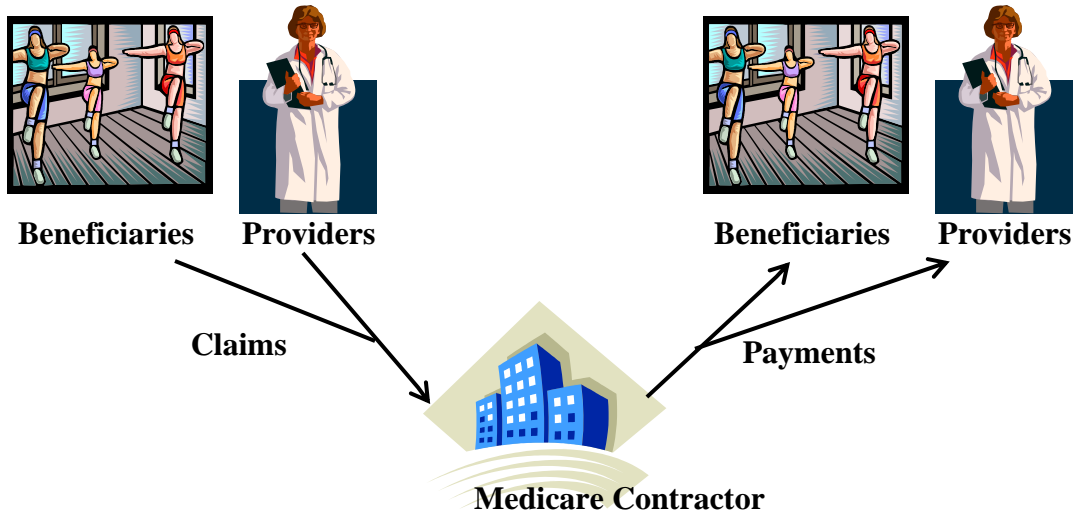 Beneficiaries
Providers
Beneficiaries
Providers
Claims
Payments
Medicare Contractor